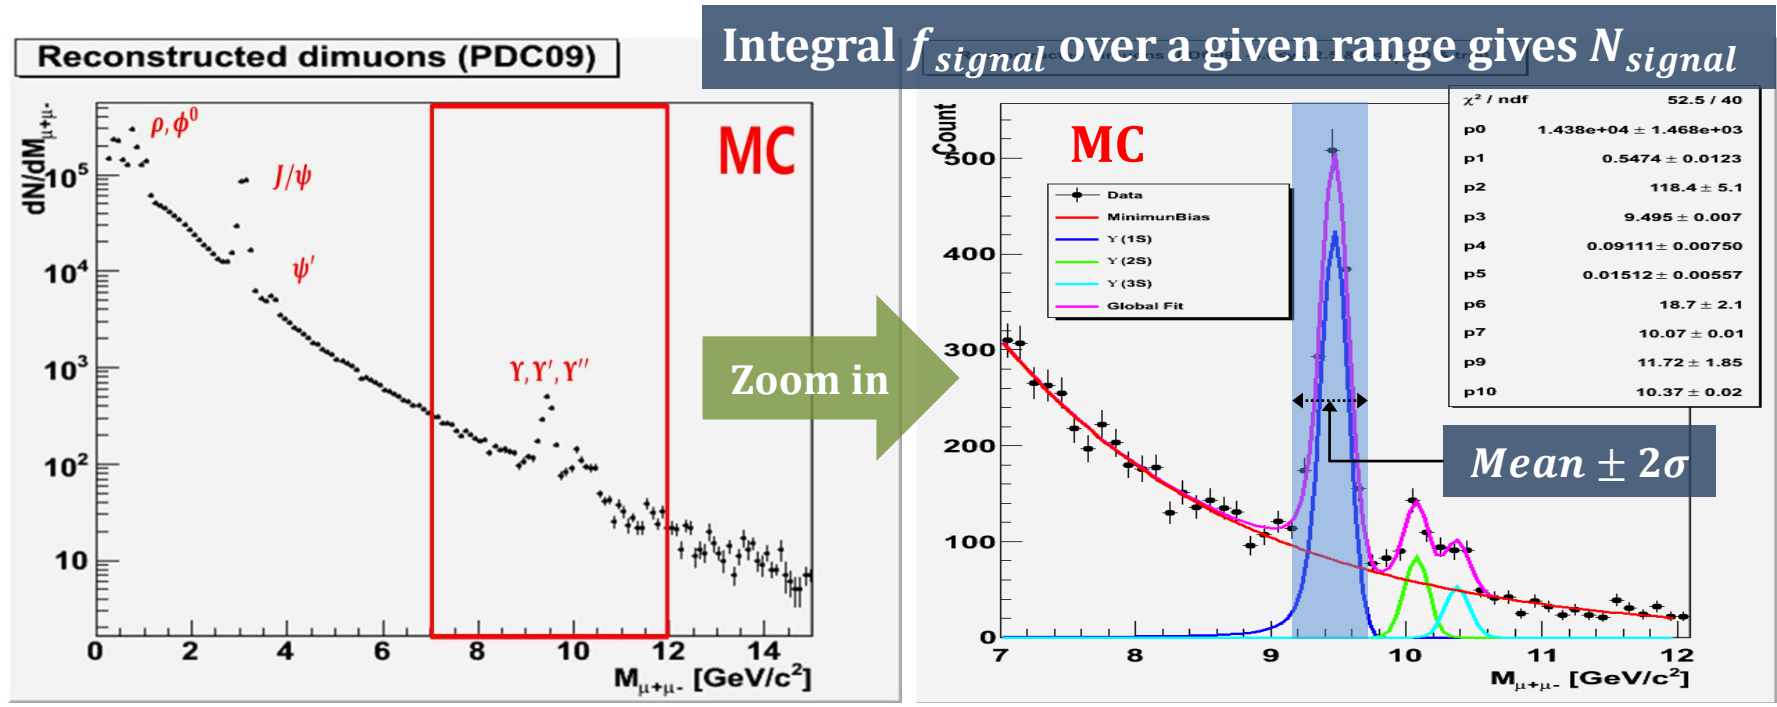 Integral f_signal over a given range gives N_signal
Reconstructed dimuons (PDC09)
dN/dM_μ+μ-
10⁵
10⁴
10³
10²
10
0 2 4 6 8 10 12 14
M_μ+μ- [GeV/c²]
ρ, ϕ⁰
J/ψ
ψ′
ϒ, ϒ′, ϒ″
MC
Zoom in
Count
500
400
300
200
100
0
7 8 9 10 11 12
M_μ+μ- [GeV/c²]
MC
Data
MinimunBias
ϒ (1S)
ϒ (2S)
ϒ (3S)
Global Fit
χ² / ndf 52.5 / 40
p0 1.438e+04 ± 1.468e+03
p1 0.5474 ± 0.0123
p2 118.4 ± 5.1
p3 9.495 ± 0.007
p4 0.09111 ± 0.00750
p5 0.01512 ± 0.00557
p6 18.7 ± 2.1
p7 10.07 ± 0.01
p9 11.72 ± 1.85
p10 10.37 ± 0.02
Mean ± 2σ